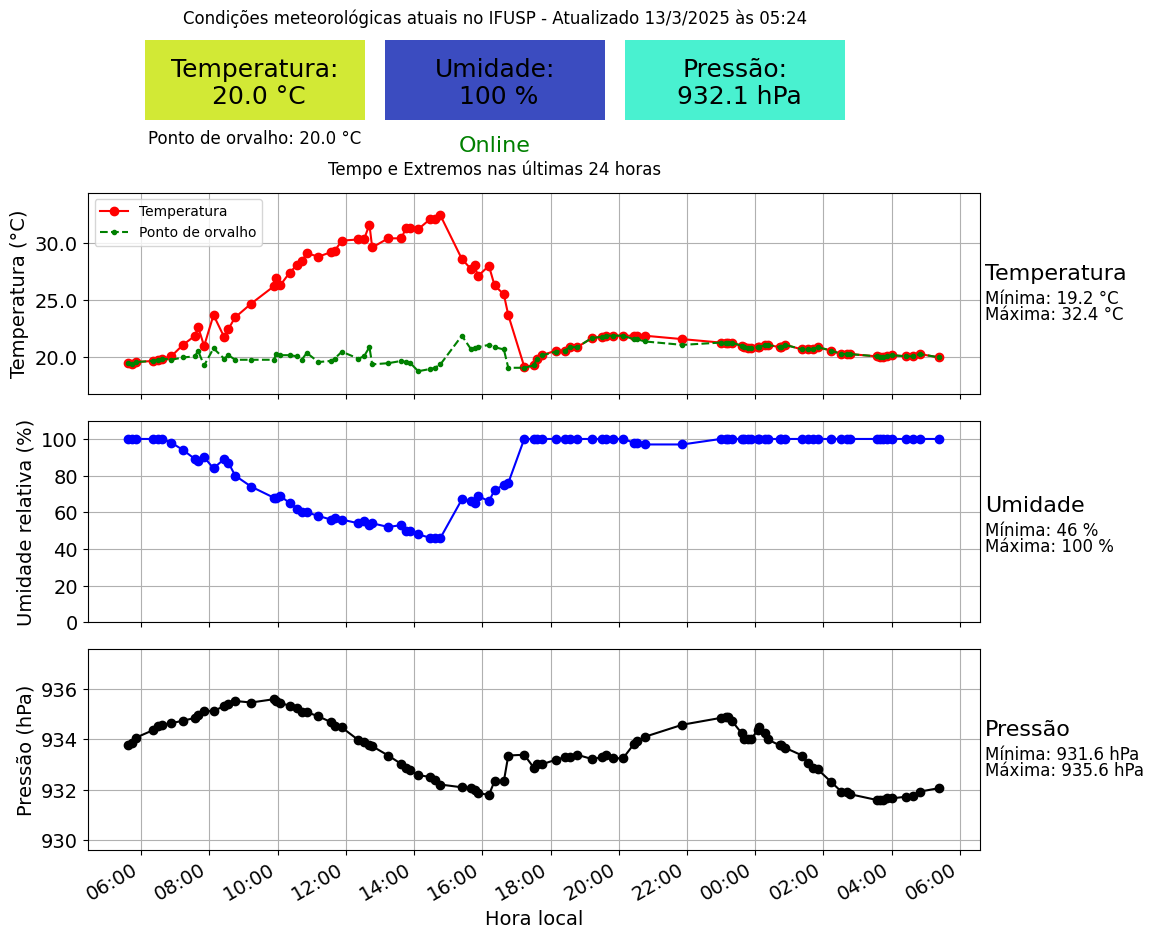 Condições meteorológicas atuais no IFUSP - Atualizado 13/3/2025 às 05:24
Temperatura:
20.0 °C
Umidade:
100 %
Pressão:
932.1 hPa
Ponto de orvalho: 20.0 °C
Online
Tempo e Extremos nas últimas 24 horas
Temperatura (°C)
30.0
25.0
20.0
Temperatura
Ponto de orvalho
Temperatura
Mínima: 19.2 °C
Máxima: 32.4 °C
Umidade relativa (%)
100
80
60
40
20
0
Umidade
Mínima: 46 %
Máxima: 100 %
Pressão (hPa)
936
934
932
930
Pressão
Mínima: 931.6 hPa
Máxima: 935.6 hPa
06:00 08:00 10:00 12:00 14:00 16:00 18:00 20:00 22:00 00:00 02:00 04:00 06:00
Hora local